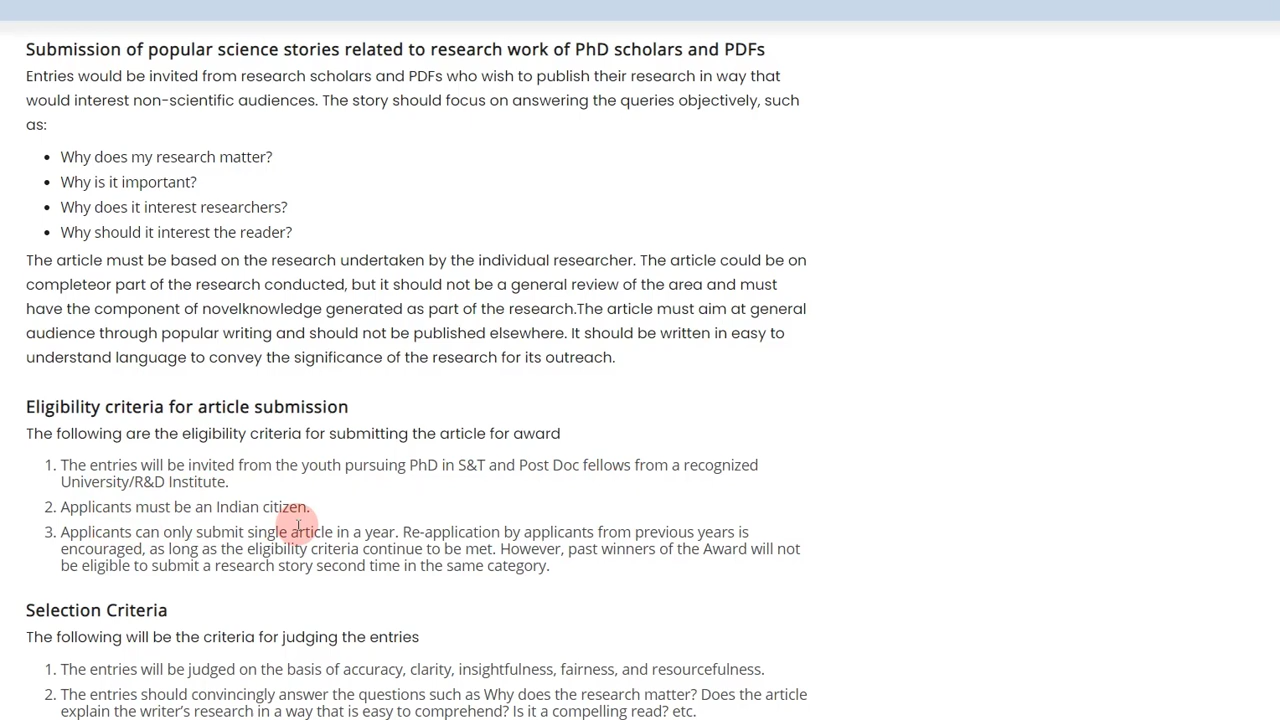 Submission of popular science stories related to research work of PhD scholars and PDFs
Entries would be invited from research scholars and PDFs who wish to publish their research in way that
would interest non-scientific audiences. The story should focus on answering the queries objectively, such
as:
• Why does my research matter?
• Why is it important?
• Why does it interest researchers?
• Why should it interest the reader?
The article must be based on the research undertaken by the individual researcher. The article could be on
completeor part of the research conducted, but it should not be a general review of the area and must
have the component of novelknowledge generated as part of the research.The article must aim at general
audience through popular writing and should not be published elsewhere. It should be written in easy to
understand language to convey the significance of the research for its outreach.
Eligibility criteria for article submission
The following are the eligibility criteria for submitting the article for award
1. The entries will be invited from the youth pursuing PhD in S&T and Post Doc fellows from a recognized
University/R&D Institute.
2. Applicants must be an Indian citizen.
3. Applicants can only submit single article in a year. Re-application by applicants from previous years is
encouraged, as long as the eligibility criteria continue to be met. However, past winners of the Award will not
be eligible to submit a research story second time in the same category.
Selection Criteria
The following will be the criteria for judging the entries
1. The entries will be judged on the basis of accuracy, clarity, insightfulness, fairness, and resourcefulness.
2. The entries should convincingly answer the questions such as Why does the research matter? Does the article
explain the writer's research in a way that is easy to comprehend? Is it a compelling read? etc.